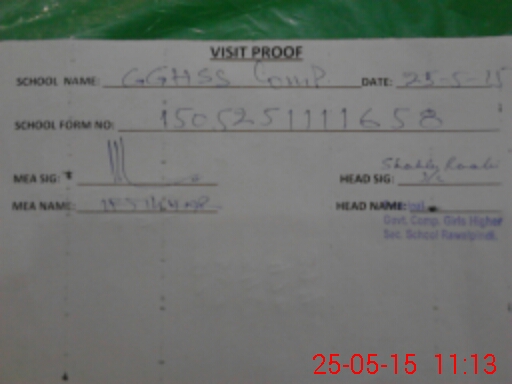 VISIT PROOF
SCHOOL NAME: GGHSS Comp DATE: 25-5-15
SCHOOL FORM NO: 1505251111658
MEA SIG: HEAD SIG:
MEA NAME: HEAD NAME:
Govt. Comp. Girls Higher
Sec. School Rawalpindi.
25-05-15 11:13